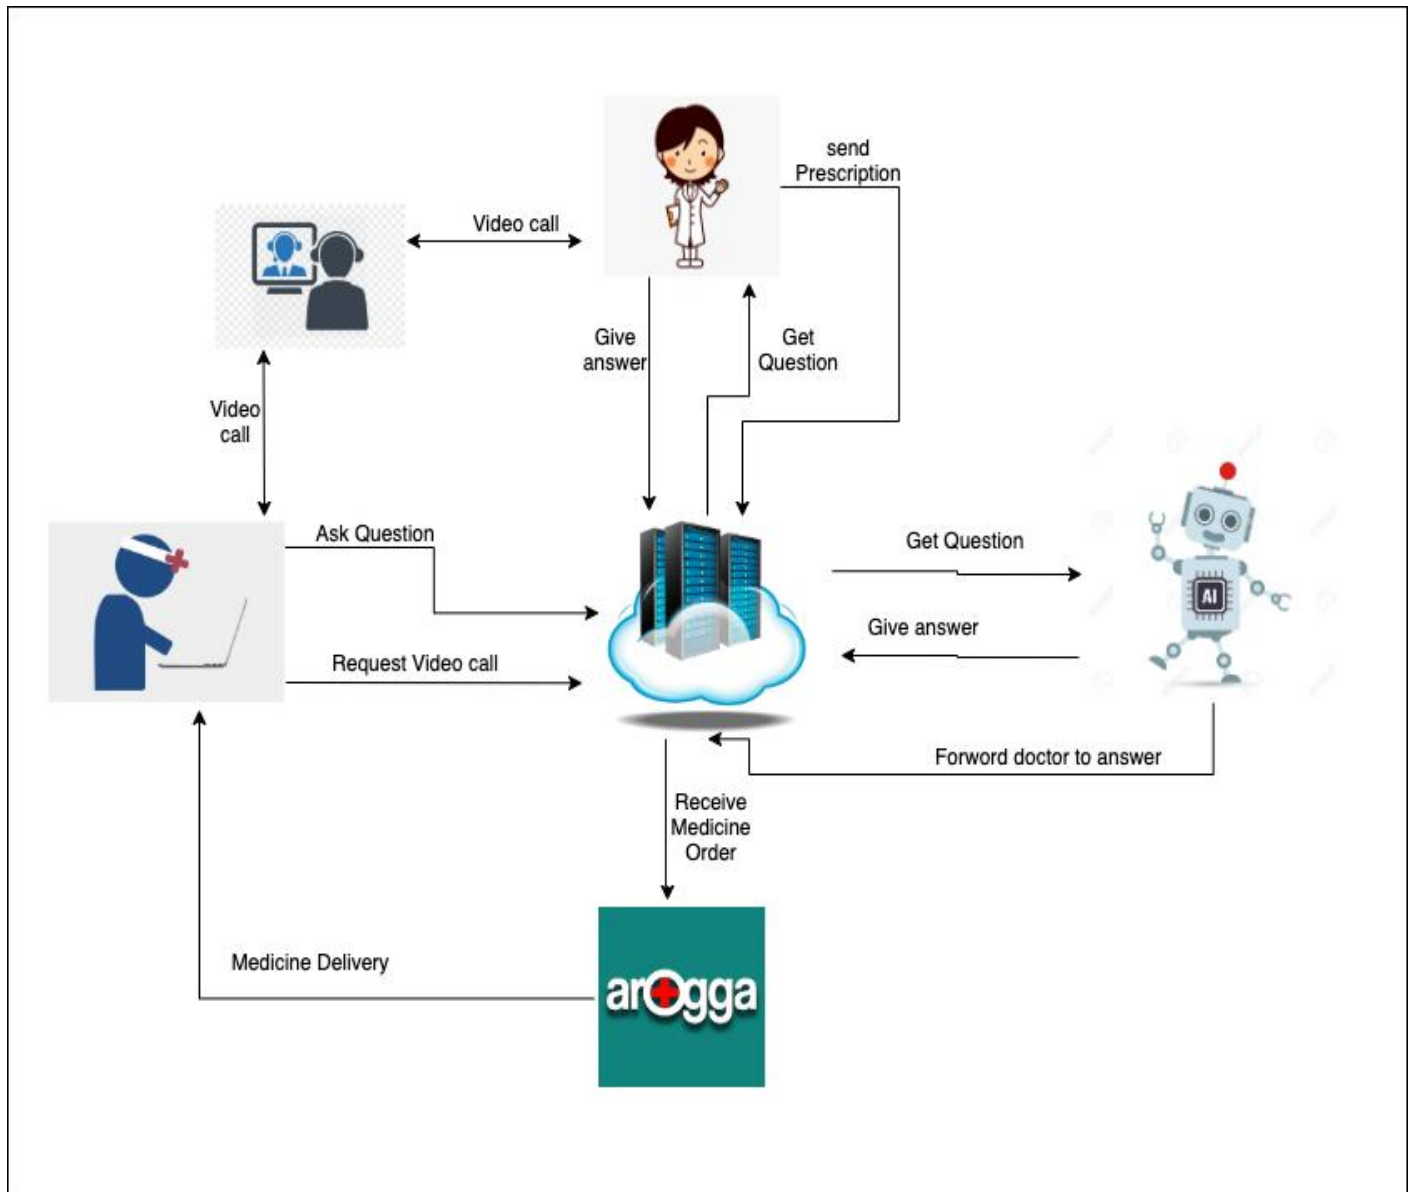 send
Prescription
Video call
Give
answer
Get
Question
Video
call
Ask Question
Get Question
AI
Give answer
Request Video call
Forword doctor to answer
Receive
Medicine
Order
Medicine Delivery
arogga